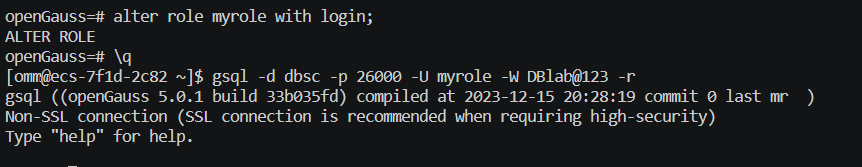 openGauss=# alter role myrole with login;
ALTER ROLE
openGauss=# \q
[omm@ecs-7f1d-2c82 ~]$ gsql -d dbsc -p 26000 -U myrole -W DBlab@123 -r
gsql ((openGauss 5.0.1 build 33b035fd) compiled at 2023-12-15 20:28:19 commit 0 last mr  )
Non-SSL connection (SSL connection is recommended when requiring high-security)
Type "help" for help.